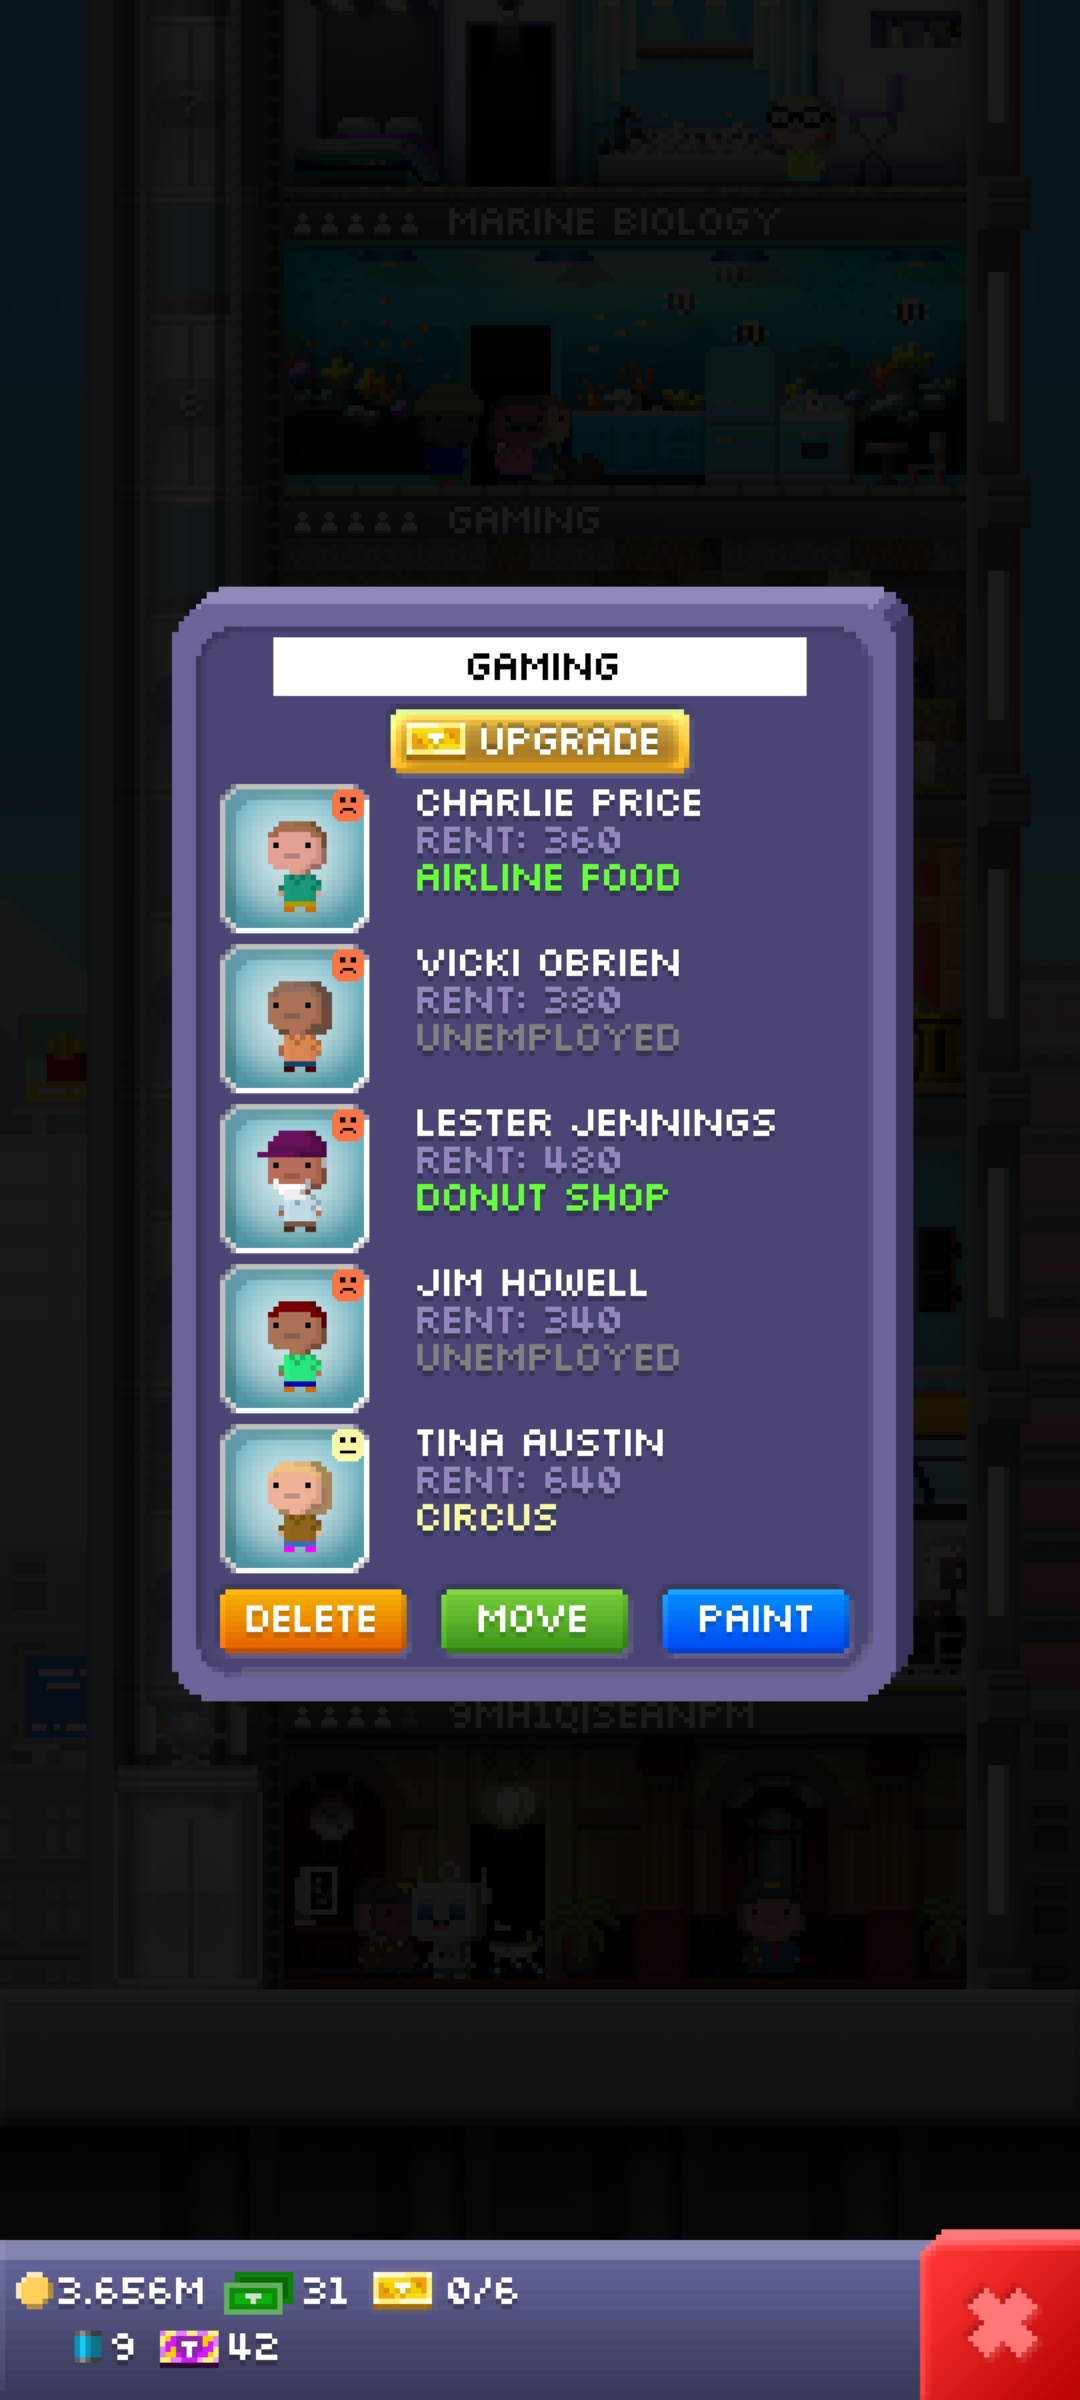 7
MARINE BIOLOGY
6
GAMING
GAMING
UPGRADE
CHARLIE PRICE
RENT: 360
AIRLINE FOOD
VICKI OBRIEN
RENT: 380
UNEMPLOYED
LESTER JENNINGS
RENT: 480
DONUT SHOP
JIM HOWELL
RENT: 340
UNEMPLOYED
TINA AUSTIN
RENT: 640
CIRCUS
DELETE MOVE PAINT
9MH1Q|SEANPM
3.656M 31 0/6
9 T 42